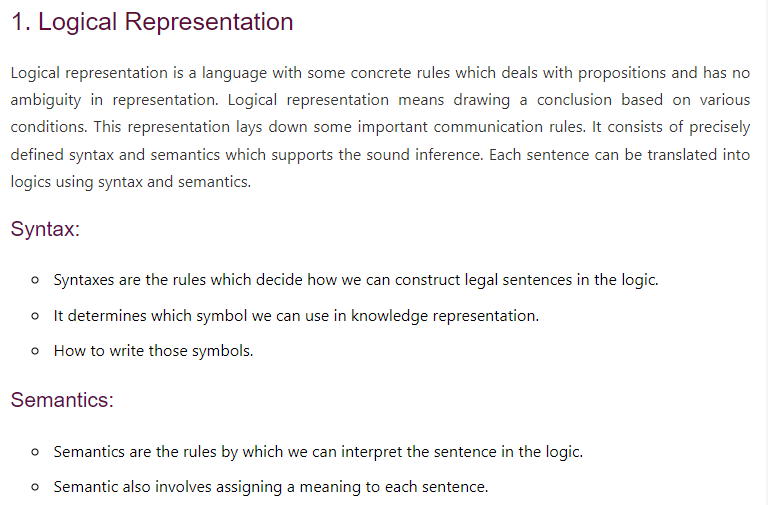 1. Logical Representation
Logical representation is a language with some concrete rules which deals with propositions and has no
ambiguity in representation. Logical representation means drawing a conclusion based on various
conditions. This representation lays down some important communication rules. It consists of precisely
defined syntax and semantics which supports the sound inference. Each sentence can be translated into
logics using syntax and semantics.
Syntax:
Syntaxes are the rules which decide how we can construct legal sentences in the logic.
It determines which symbol we can use in knowledge representation.
How to write those symbols.
Semantics:
Semantics are the rules by which we can interpret the sentence in the logic.
Semantic also involves assigning a meaning to each sentence.